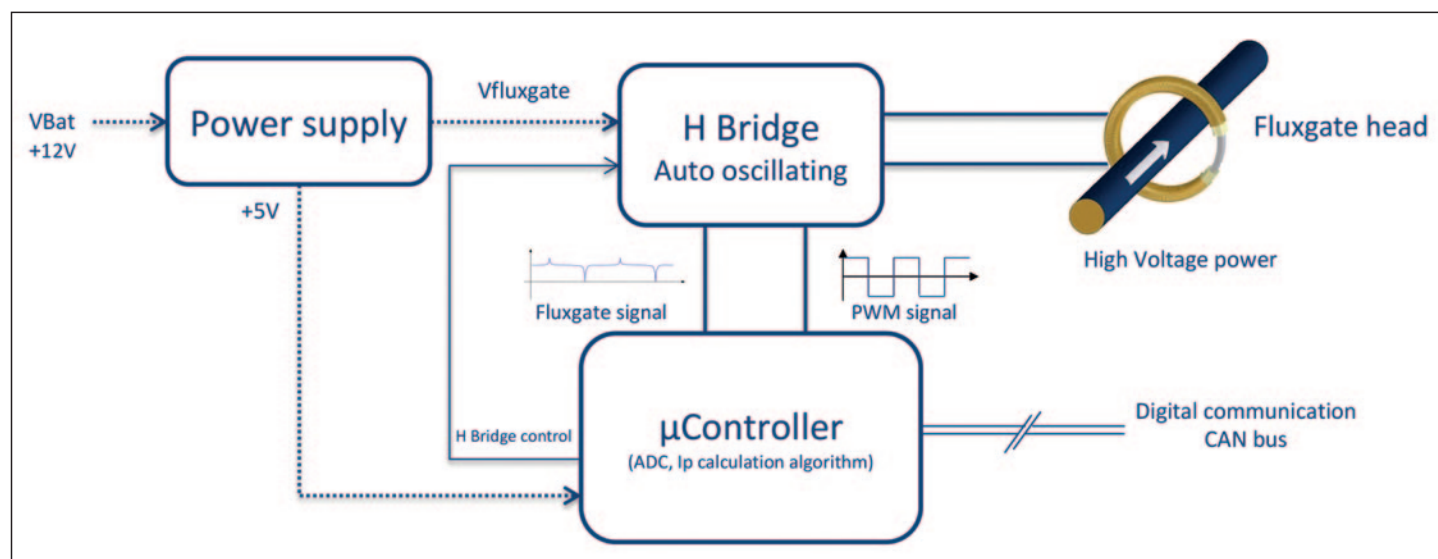 VBat
+12V
Power supply
Vfluxgate
H Bridge
Auto oscillating
Fluxgate head
High Voltage power
+5V
Fluxgate signal
PWM signal
H Bridge control
µController
(ADC, Ip calculation algorithm)
Digital communication
CAN bus